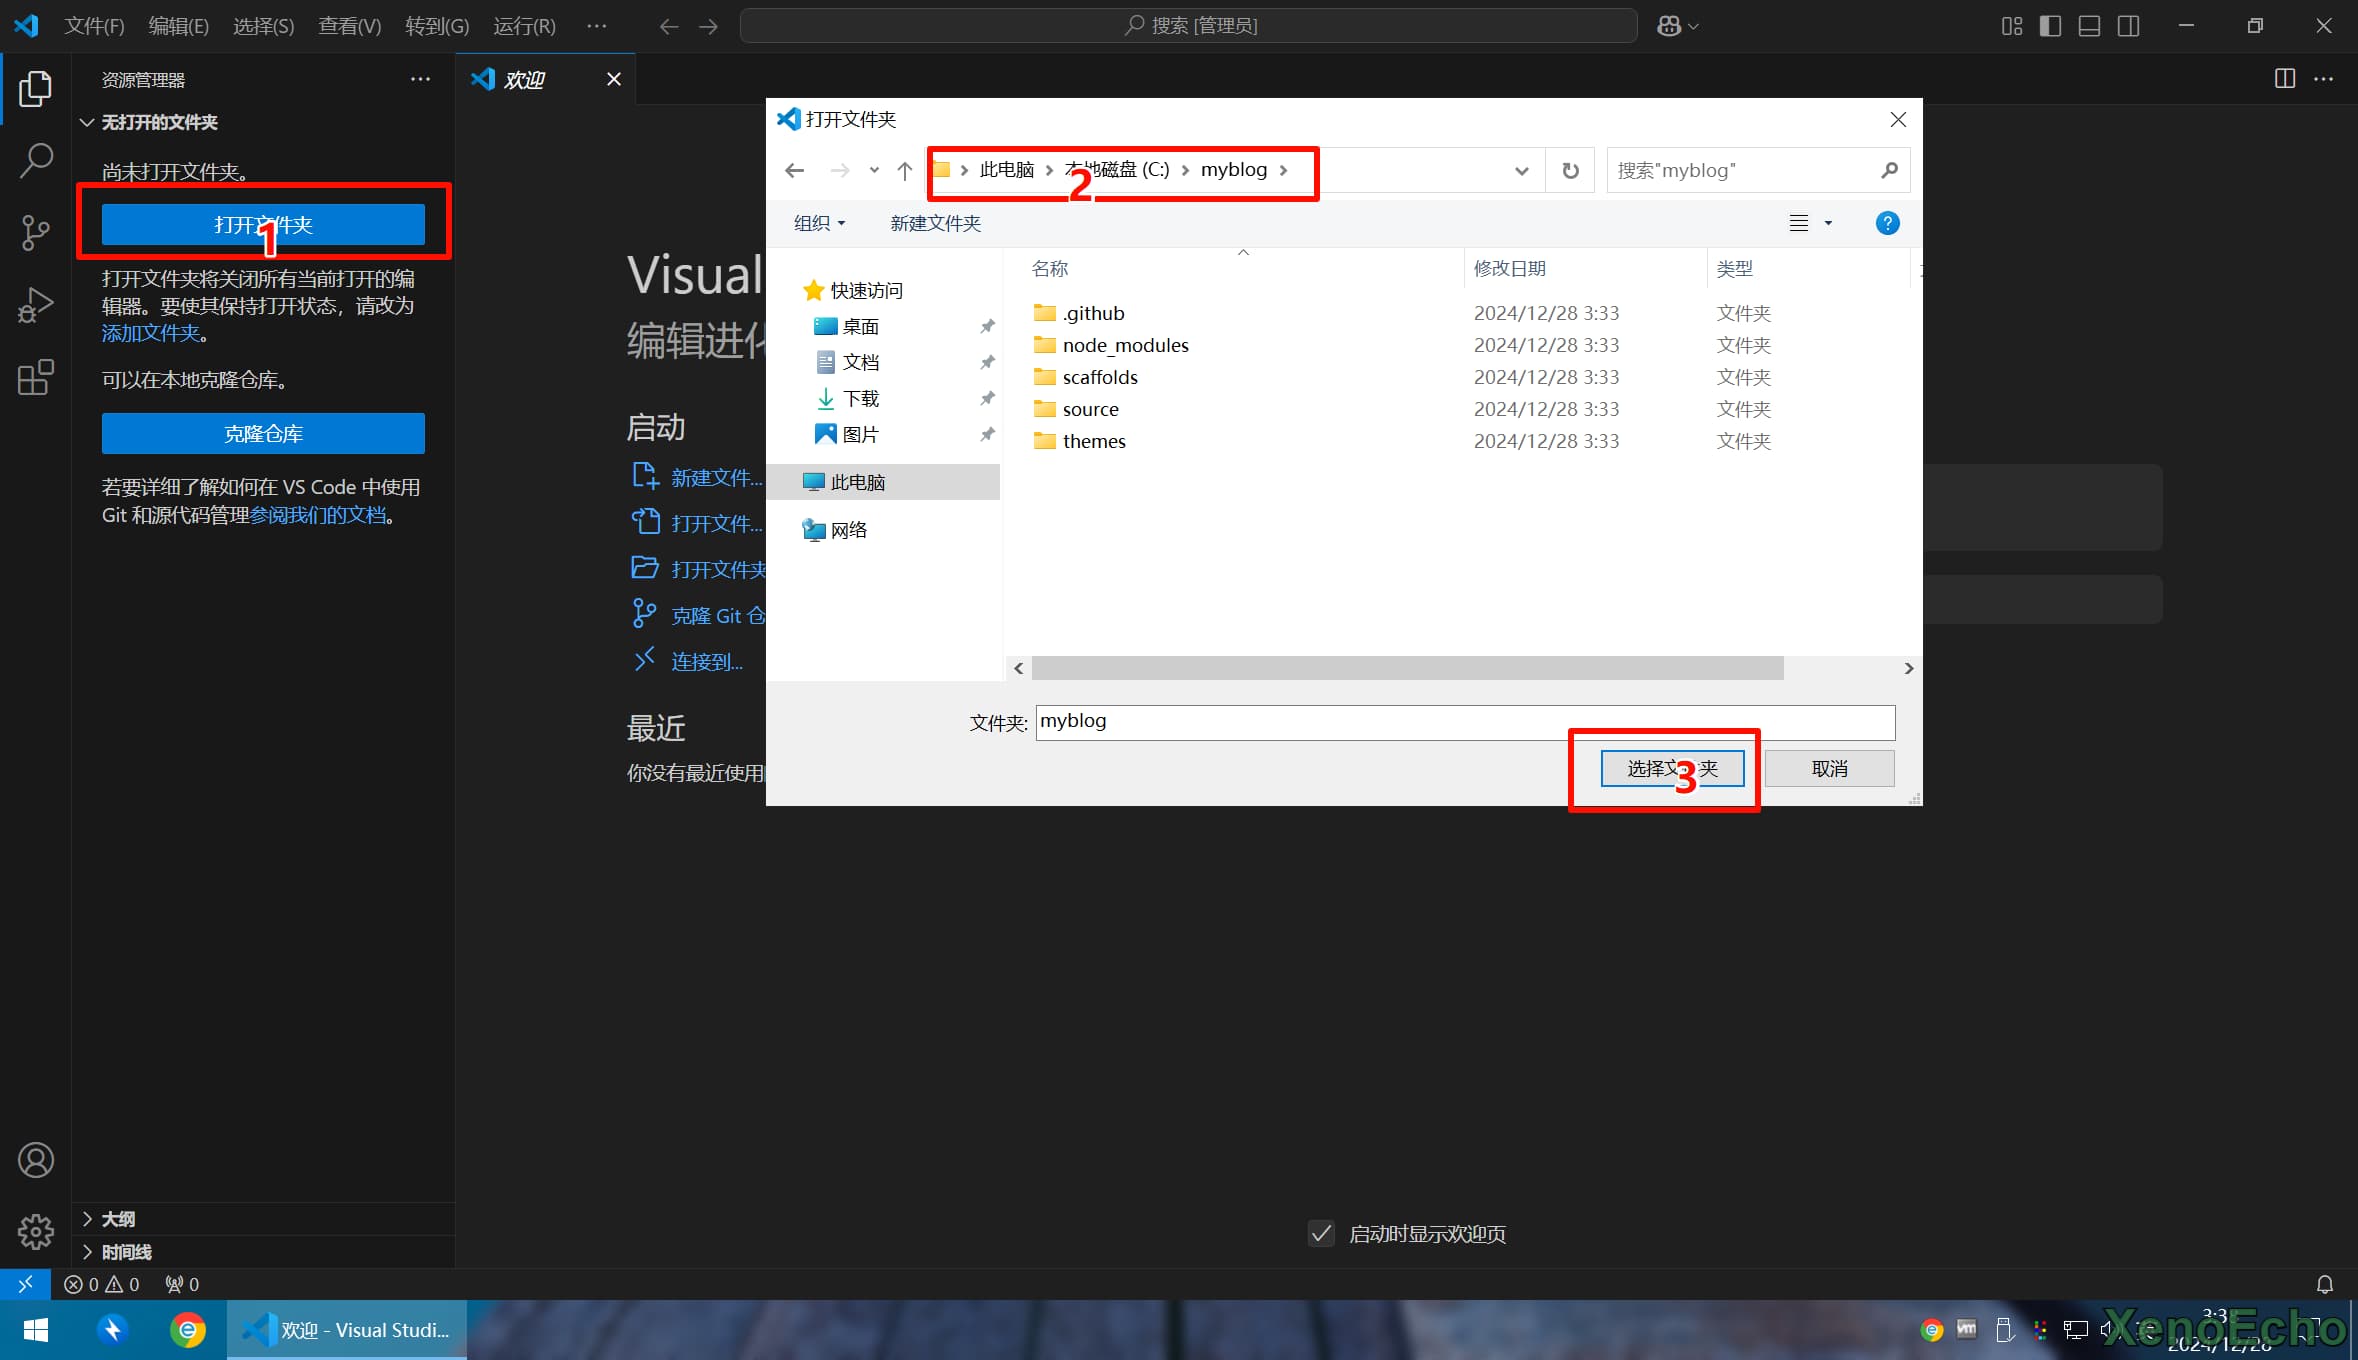 文件(F) 编辑(E) 选择(S) 查看(V) 转到(G) 运行(R) ··· 搜索 [管理员]
资源管理器 ···
欢迎
无打开的文件夹
尚未打开文件夹。
打开文件夹
1
打开文件夹将关闭所有当前打开的编
辑器。要使其保持打开状态，请改为
添加文件夹。
可以在本地克隆仓库。
克隆仓库
若要详细了解如何在 VS Code 中使用
Git 和源代码管理参阅我们的文档。
大纲
时间线
Visual
编辑进化
启动
新建文件...
打开文件...
打开文件夹
克隆 Git 仓
连接到...
最近
你没有最近使用
打开文件夹
此电脑 本地磁盘 (C:) myblog
2
搜索"myblog"
组织 新建文件夹
名称 修改日期 类型
快速访问
桌面
文档
下载
图片
此电脑
网络
.github 2024/12/28 3:33 文件夹
node_modules 2024/12/28 3:33 文件夹
scaffolds 2024/12/28 3:33 文件夹
source 2024/12/28 3:33 文件夹
themes 2024/12/28 3:33 文件夹
文件夹: myblog
选择文件夹 取消
3
启动时显示欢迎页
0 0 0
欢迎 - Visual Studi...
2024/12/28
XenoEcho